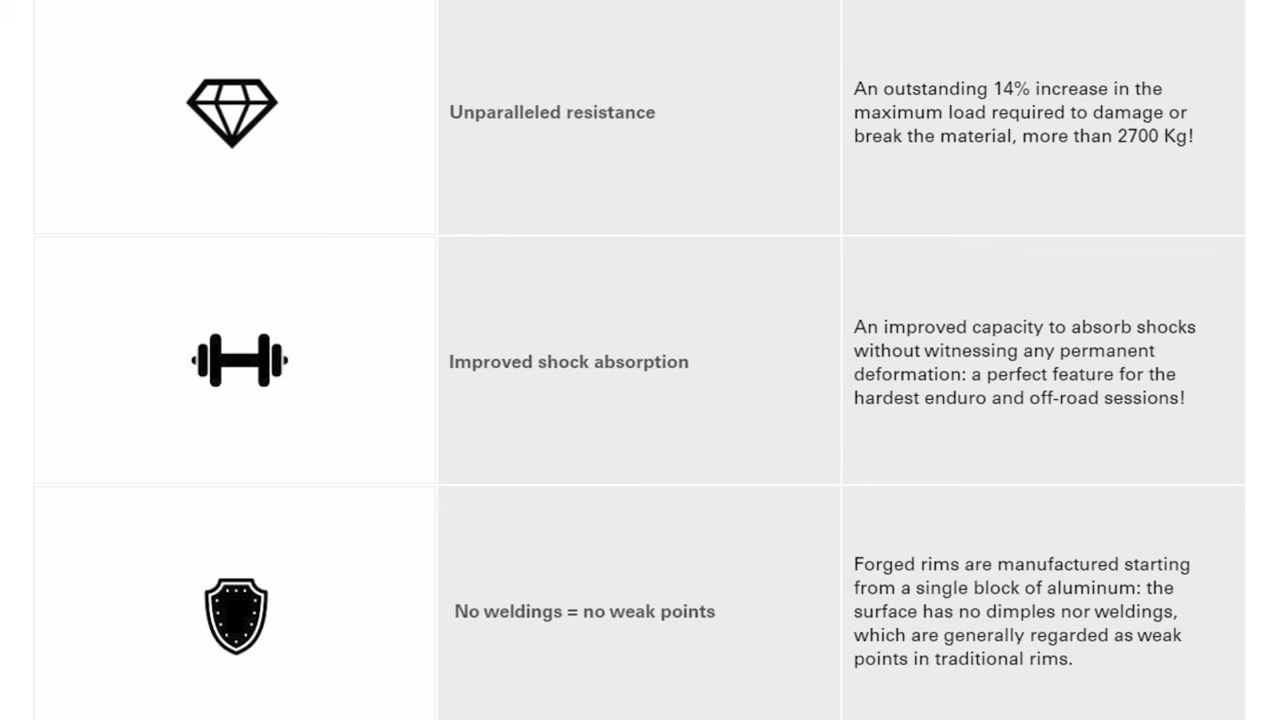 Unparalleled resistance
An outstanding 14% increase in the
maximum load required to damage or
break the material, more than 2700 Kg!
Improved shock absorption
An improved capacity to absorb shocks
without witnessing any permanent
deformation: a perfect feature for the
hardest enduro and off-road sessions!
No weldings = no weak points
Forged rims are manufactured starting
from a single block of aluminum: the
surface has no dimples nor weldings,
which are generally regarded as weak
points in traditional rims.